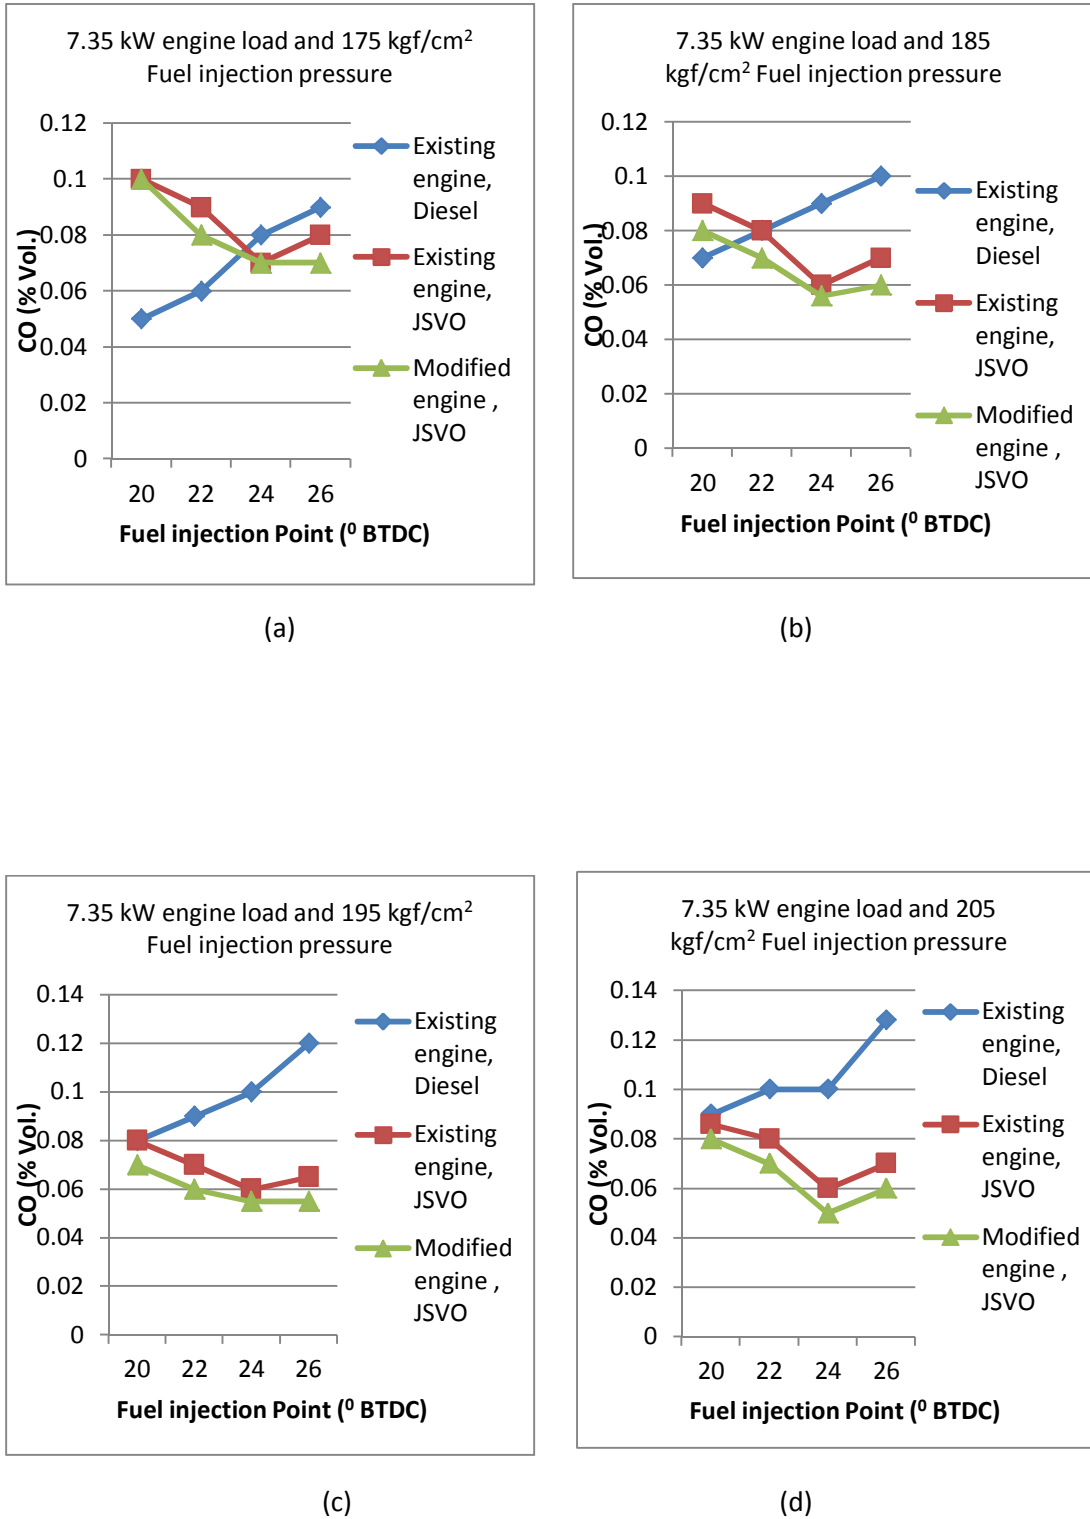 7.35 kW engine load and 175 kgf/cm²
Fuel injection pressure
0.12
0.1
0.08
0.06
0.04
0.02
0
CO (% Vol.)
20 22 24 26
Fuel injection Point (⁰ BTDC)
Existing
engine,
Diesel
Existing
engine,
JSVO
Modified
engine ,
JSVO
(a)
7.35 kW engine load and 185
kgf/cm² Fuel injection pressure
0.12
0.1
0.08
0.06
0.04
0.02
0
CO (% Vol.)
20 22 24 26
Fuel injection Point (⁰ BTDC)
Existing
engine,
Diesel
Existing
engine,
JSVO
Modified
engine ,
JSVO
(b)
7.35 kW engine load and 195 kgf/cm²
Fuel injection pressure
0.14
0.12
0.1
0.08
0.06
0.04
0.02
0
CO (% Vol.)
20 22 24 26
Fuel injection Point (⁰ BTDC)
Existing
engine,
Diesel
Existing
engine,
JSVO
Modified
engine ,
JSVO
(c)
7.35 kW engine load and 205
kgf/cm² Fuel injection pressure
0.14
0.12
0.1
0.08
0.06
0.04
0.02
0
CO (% Vol.)
20 22 24 26
Fuel injection Point (⁰ BTDC)
Existing
engine,
Diesel
Existing
engine,
JSVO
Modified
engine ,
JSVO
(d)